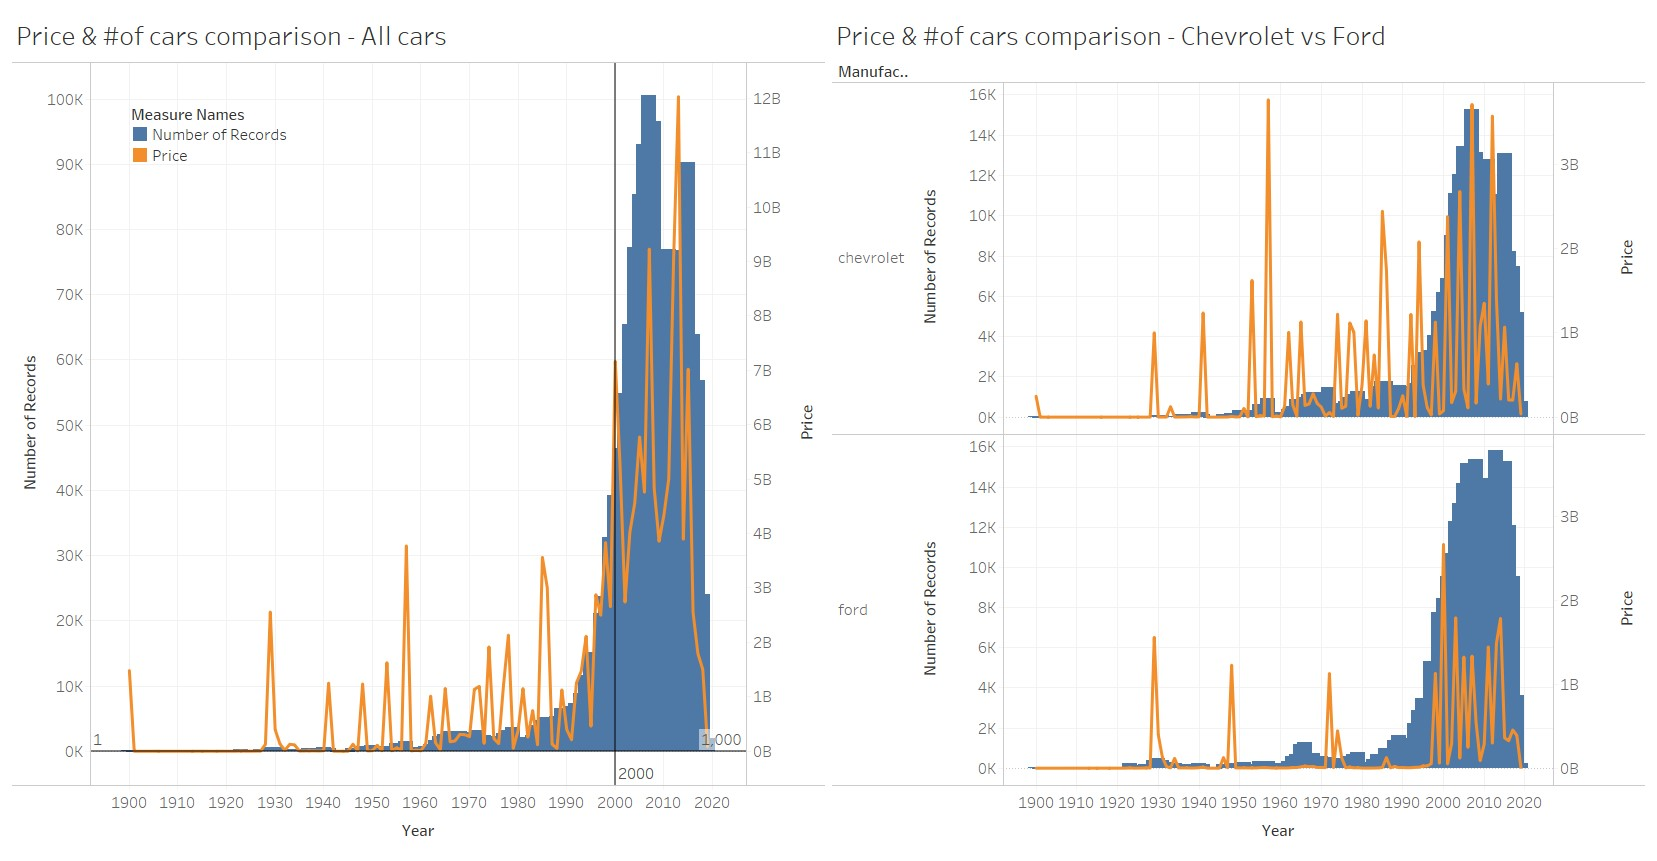 Price & #of cars comparison - All cars
Measure Names
Number of Records
Price
100K
90K
80K
70K
60K
50K
40K
30K
20K
10K
0K
Number of Records
12B
11B
10B
9B
8B
7B
6B
5B
4B
3B
2B
1B
0B
Price
1
1,000
2000
1900 1910 1920 1930 1940 1950 1960 1970 1980 1990 2000 2010 2020
Year
Price & #of cars comparison - Chevrolet vs Ford
Manufac..
chevrolet
Number of Records
16K
14K
12K
10K
8K
6K
4K
2K
0K
3B
2B
1B
0B
Price
ford
Number of Records
16K
14K
12K
10K
8K
6K
4K
2K
0K
3B
2B
1B
0B
Price
1900 1910 1920 1930 1940 1950 1960 1970 1980 1990 2000 2010 2020
Year